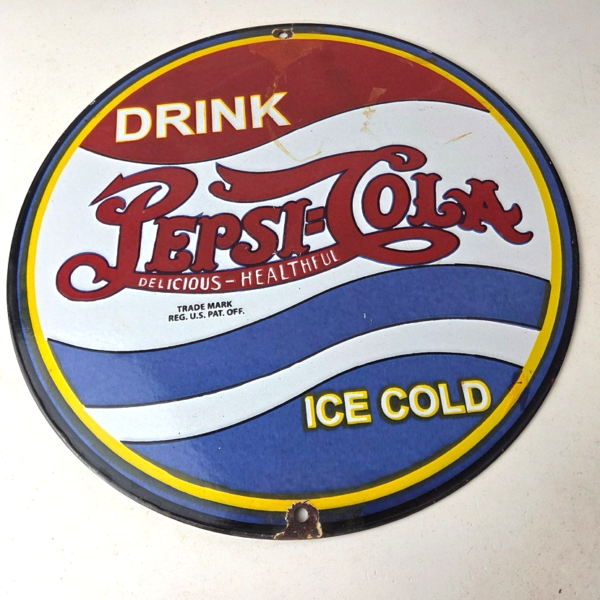 DRINK
PEPSI=COLA
DELICIOUS-HEALTHFUL
TRADE MARK
REG. U.S. PAT. OFF.
ICE COLD